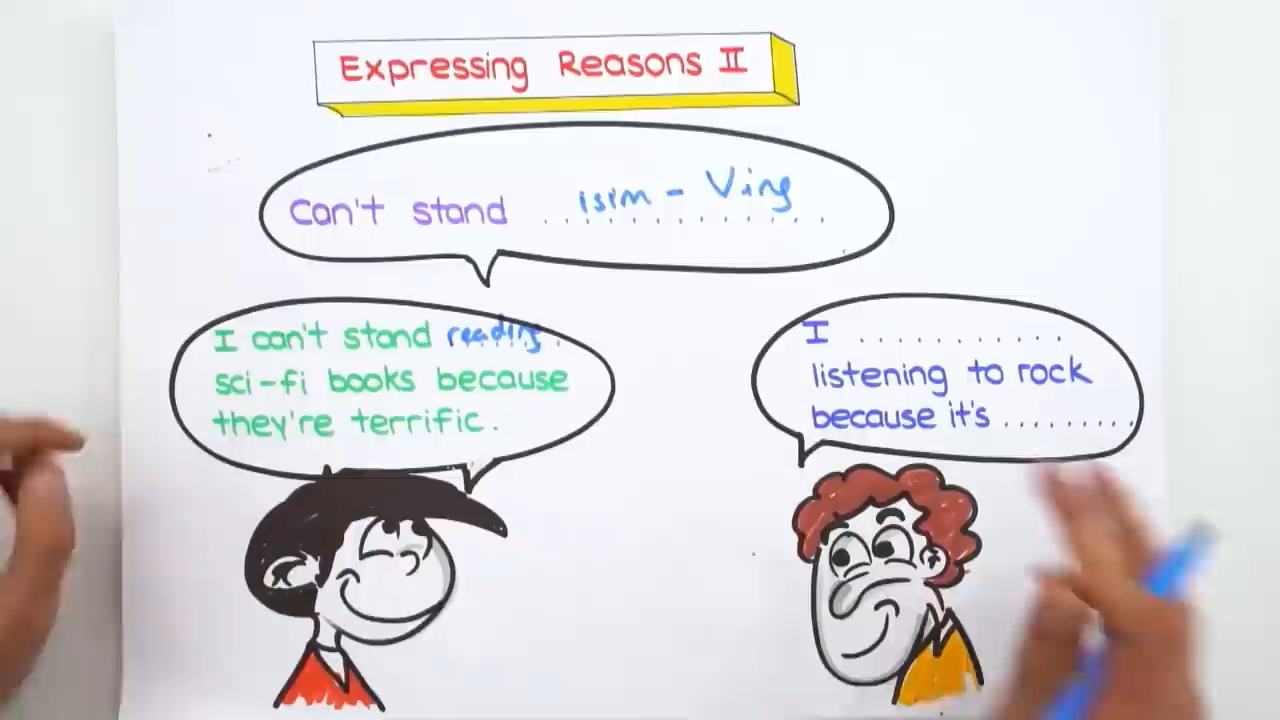 Expressing Reasons II
Can't stand ... isim - Ving
I can't stand reading.
sci-fi books because
they're terrific.
I ...........
listening to rock
because it's .........